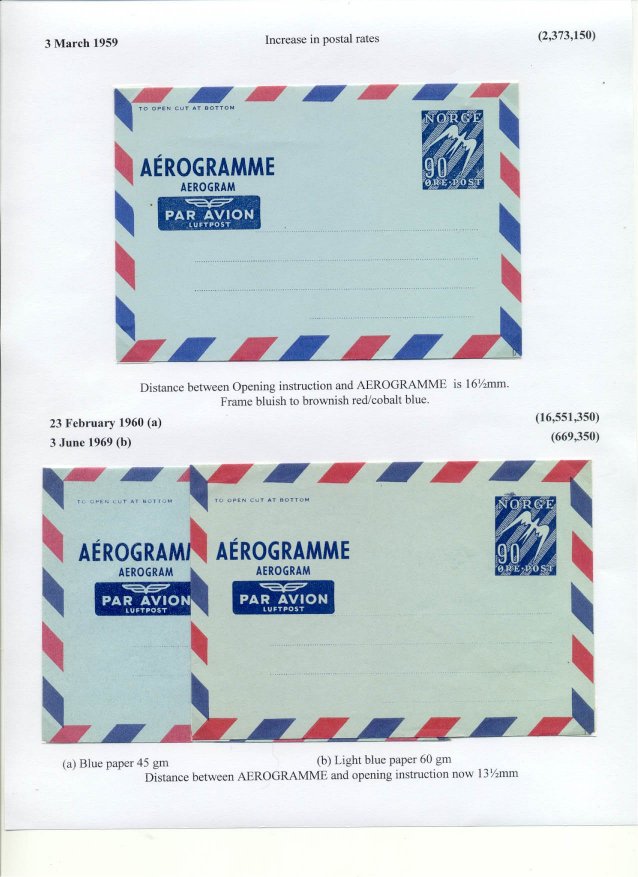 3 March 1959
Increase in postal rates
(2,373,150)
TO OPEN CUT AT BOTTOM
NORGE
90
ØRE-POST
AÉROGRAMME
AEROGRAM
PAR AVION
LUFTPOST
Distance between Opening instruction and AEROGRAMME is 16½mm.
Frame bluish to brownish red/cobalt blue.
23 February 1960 (a)
(16,551,350)
3 June 1969 (b)
(669,350)
TO OPEN CUT AT BOTTOM
AÉROGRAM
AEROGRAM
PAR AVION
LUFTPOST
TO OPEN CUT AT BOTTOM
NORGE
90
ØRE-POST
AÉROGRAMME
AEROGRAM
PAR AVION
LUFTPOST
(a) Blue paper 45 gm
(b) Light blue paper 60 gm
Distance between AEROGRAMME and opening instruction now 13½mm